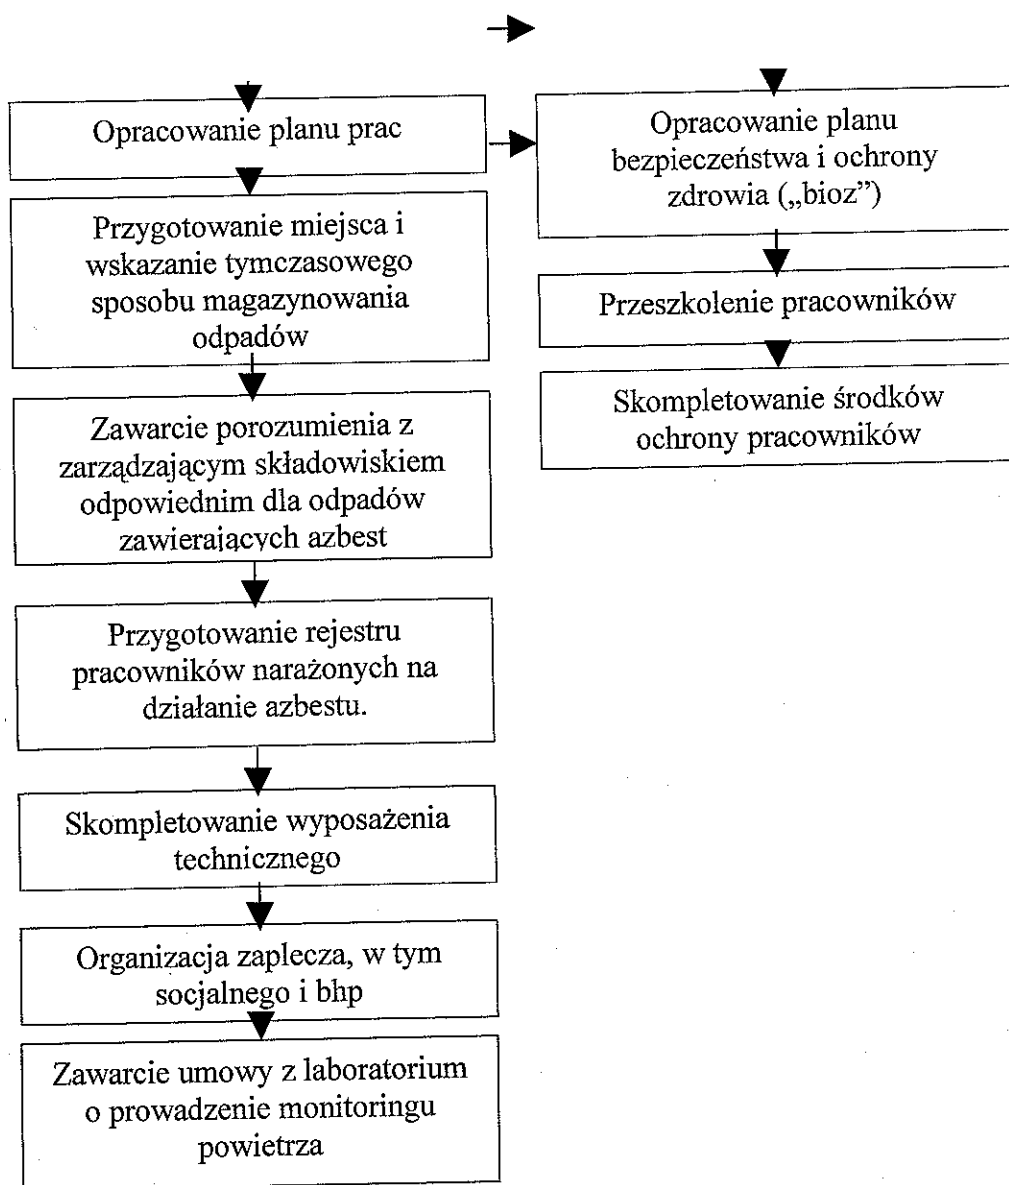 Opracowanie planu prac
Przygotowanie miejsca i
wskazanie tymczasowego
sposobu magazynowania
odpadów
Zawarcie porozumienia z
zarządzającym składowiskiem
odpowiednim dla odpadów
zawierających azbest
Przygotowanie rejestru
pracowników narażonych na
działanie azbestu.
Skompletowanie wyposażenia
technicznego
Organizacja zaplecza, w tym
socjalnego i bhp
Zawarcie umowy z laboratorium
o prowadzenie monitoringu
powietrza
Opracowanie planu
bezpieczeństwa i ochrony
zdrowia („bioz”)
Przeszkolenie pracowników
Skompletowanie środków
ochrony pracowników